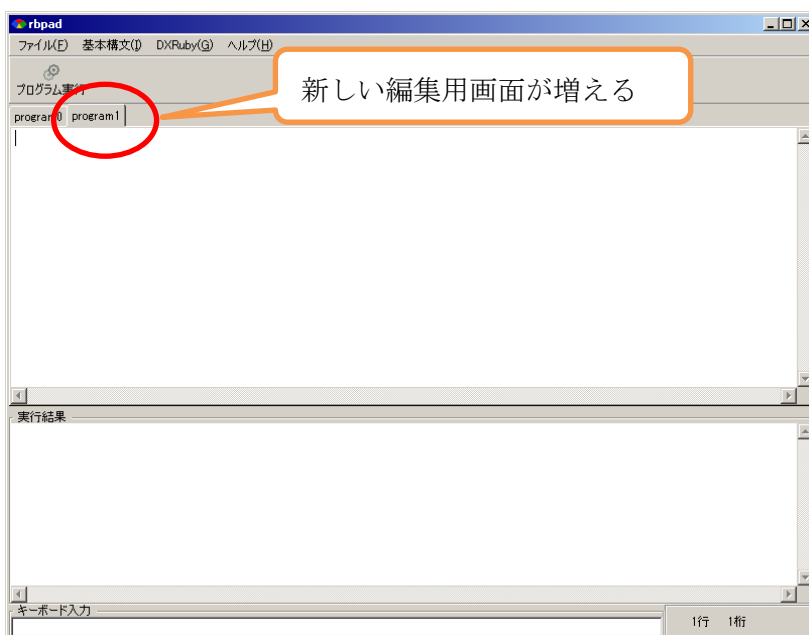 rbpad
ファイル(F) 基本構文(I) DXRuby(G) ヘルプ(H)
新しい編集用画面が増える
プログラム実行
program0 program1
実行結果
キーボード入力
1行 1桁